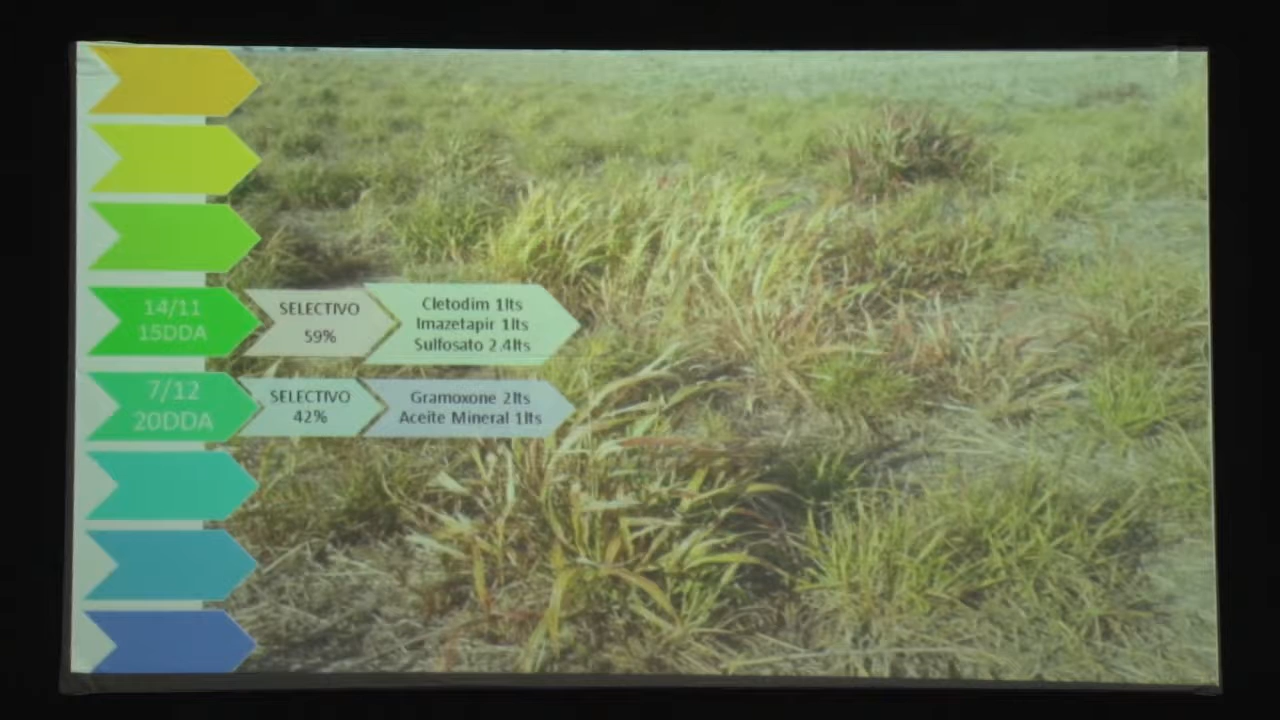 14/11
15DDA
SELECTIVO
59%
Cletodim 1lts
Imazetapir 1lts
Sulfosato 2.4lts
7/12
20DDA
SELECTIVO
42%
Gramoxone 2lts
Aceite Mineral 1lts